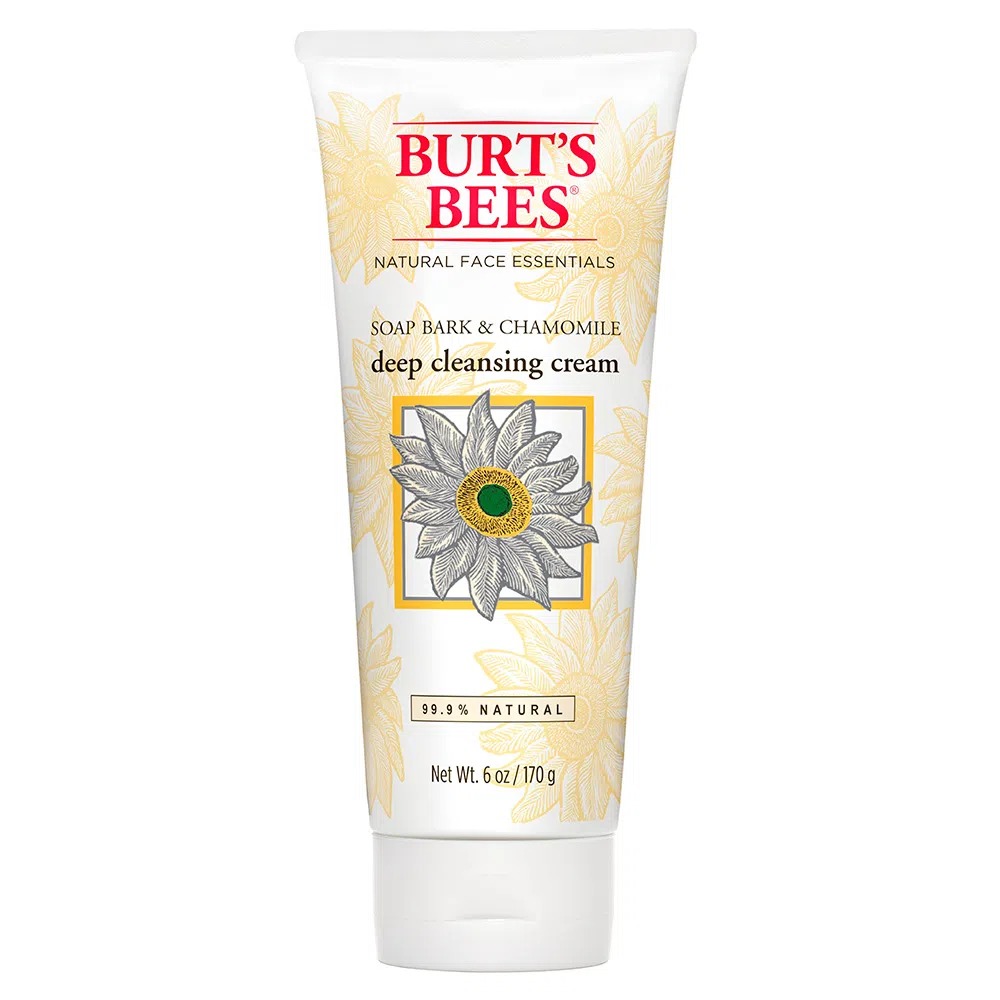 BURT'S
BEES®
NATURAL FACE ESSENTIALS
SOAP BARK & CHAMOMILE
deep cleansing cream
99.9% NATURAL
Net Wt. 6 oz / 170 g